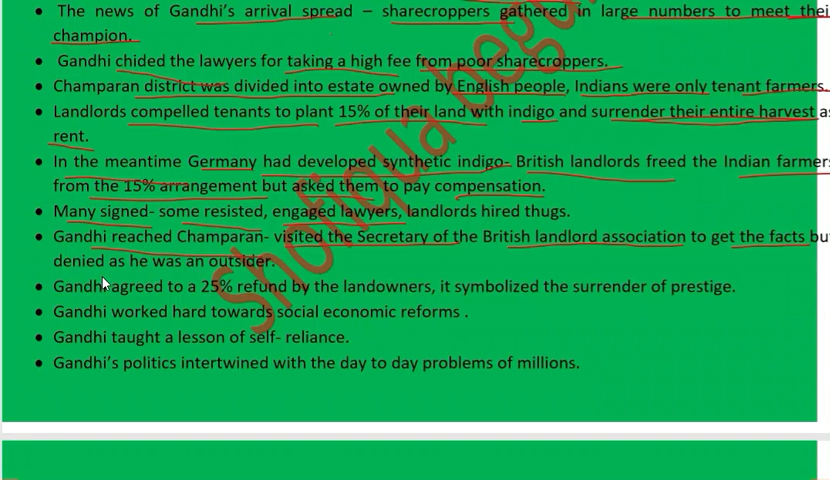 • The news of Gandhi's arrival spread – sharecroppers gathered in large numbers to meet thei
champion.
• Gandhi chided the lawyers for taking a high fee from poor sharecroppers.
• Champaran district was divided into estate owned by English people, Indians were only tenant farmers.
• Landlords compelled tenants to plant 15% of their land with indigo and surrender their entire harvest as
rent.
• In the meantime Germany had developed synthetic indigo- British landlords freed the Indian farmers
from the 15% arrangement but asked them to pay compensation.
• Many signed- some resisted, engaged lawyers, landlords hired thugs.
• Gandhi reached Champaran- visited the Secretary of the British landlord association to get the facts but
denied as he was an outsider.
• Gandhi agreed to a 25% refund by the landowners, it symbolized the surrender of prestige.
• Gandhi worked hard towards social economic reforms .
• Gandhi taught a lesson of self- reliance.
• Gandhi's politics intertwined with the day to day problems of millions.
Shofiqua begu